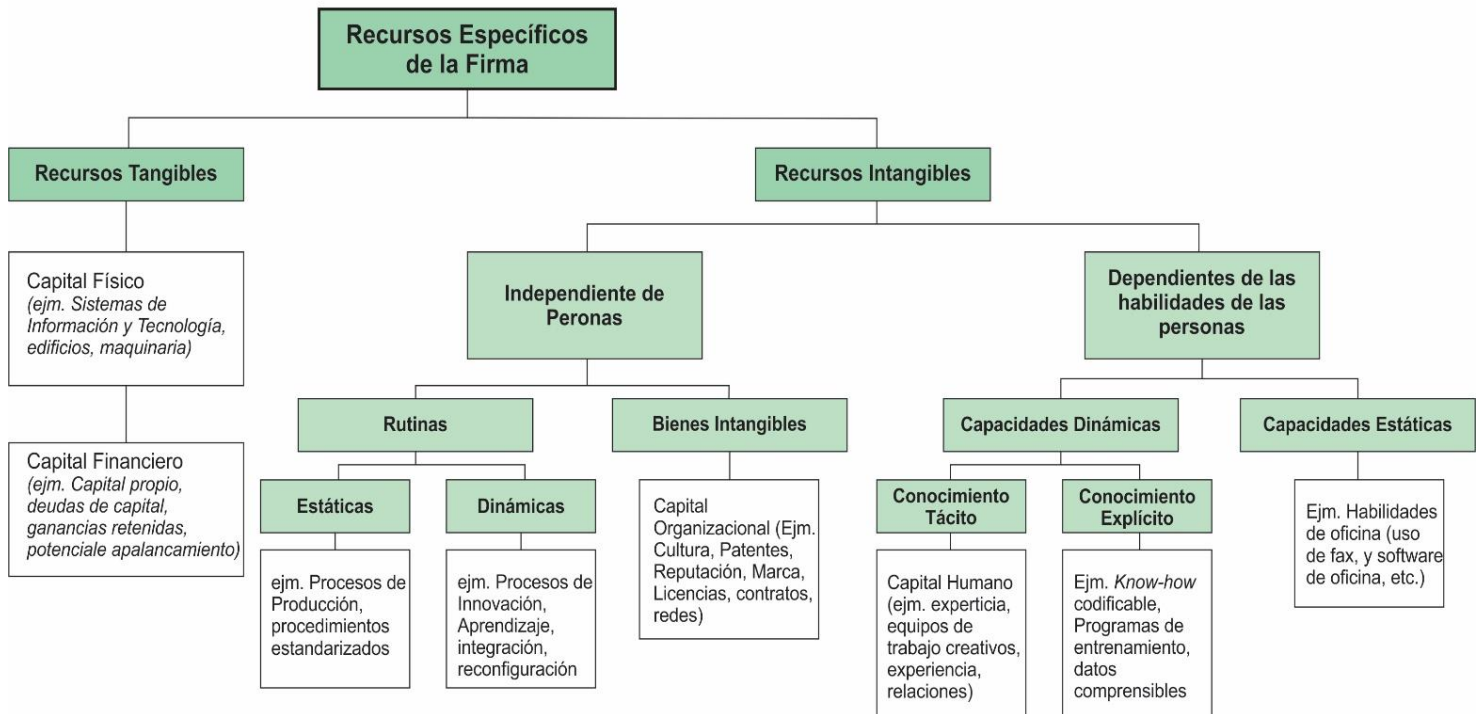 Recursos Específicos
de la Firma
Recursos Tangibles
Recursos Intangibles
Capital Físico
(ejm. Sistemas de
Información y Tecnología,
edificios, maquinaria)
Capital Financiero
(ejm. Capital propio,
deudas de capital,
ganancias retenidas,
potenciale apalancamiento)
Independiente de
Peronas
Dependientes de las
habilidades de las
personas
Rutinas
Bienes Intangibles
Capacidades Dinámicas
Capacidades Estáticas
Estáticas
Dinámicas
ejm. Procesos de
Producción,
procedimientos
estandarizados
ejm. Procesos de
Innovación,
Aprendizaje,
integración,
reconfiguración
Capital
Organizacional (Ejm.
Cultura, Patentes,
Reputación, Marca,
Licencias, contratos,
redes)
Conocimiento
Tácito
Conocimiento
Explícito
Capital Humano
(ejm. experticia,
equipos de
trabajo creativos,
experiencia,
relaciones)
Ejm. Know-how
codificable,
Programas de
entrenamiento,
datos
comprensibles
Ejm. Habilidades
de oficina (uso
de fax, y software
de oficina, etc.)